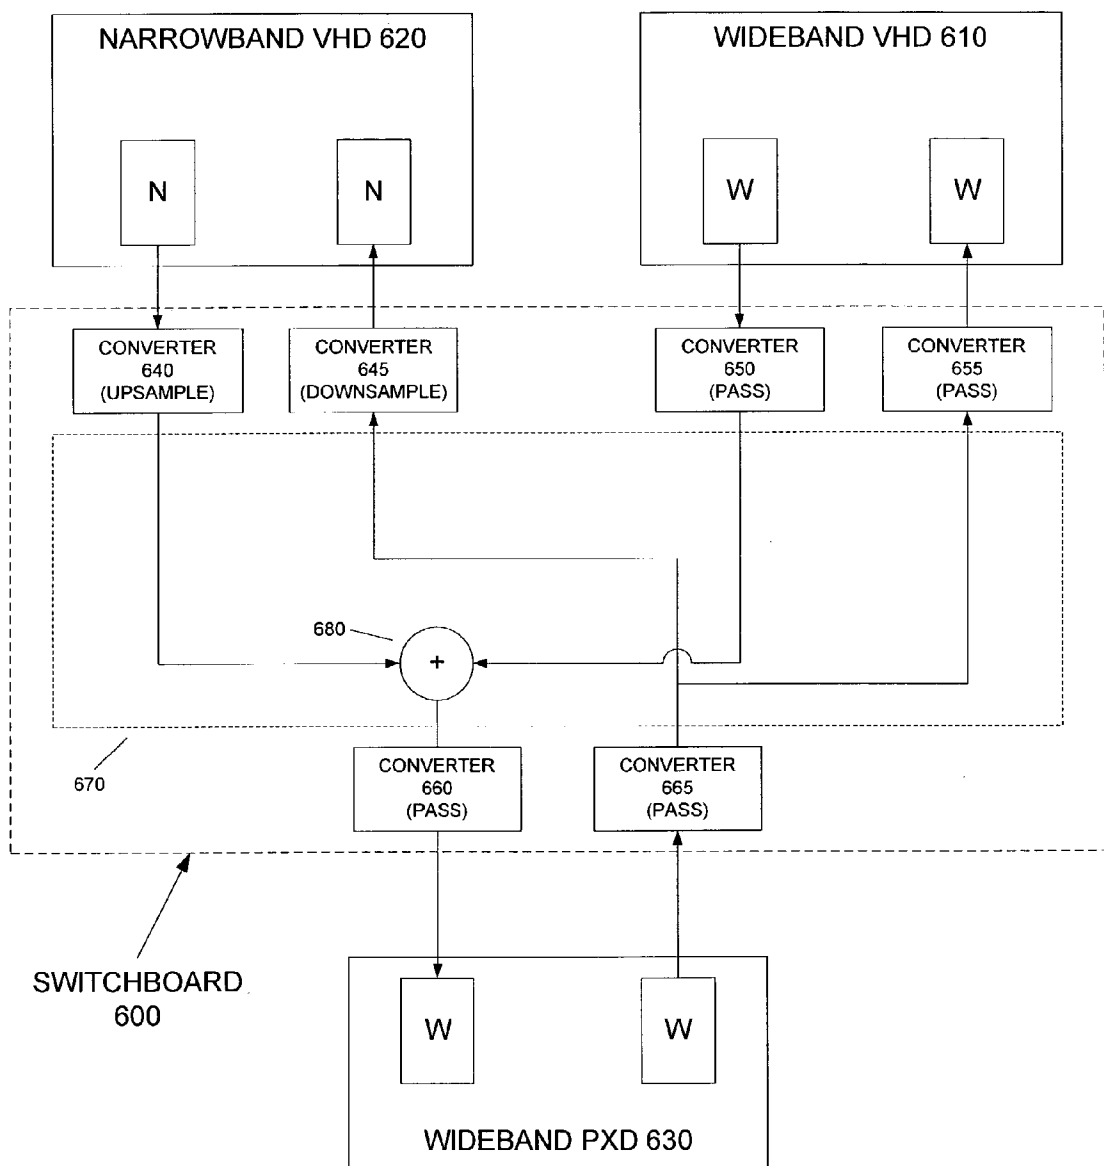 NARROWBAND VHD 620
WIDEBAND VHD 610
N
N
W
W
CONVERTER
640
(UPSAMPLE)
CONVERTER
645
(DOWNSAMPLE)
CONVERTER
650
(PASS)
CONVERTER
655
(PASS)
680
+
670
CONVERTER
660
(PASS)
CONVERTER
665
(PASS)
SWITCHBOARD
600
W
W
WIDEBAND PXD 630